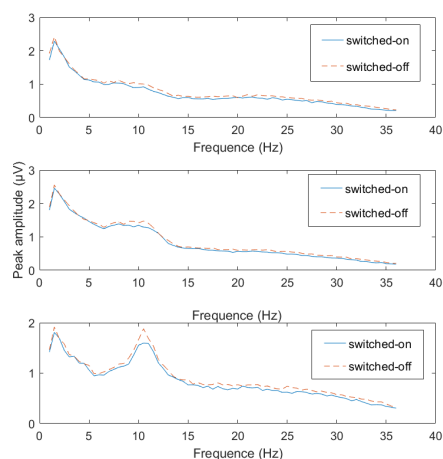 3
2
1
0
0 5 10 15 20 25 30 35 40
switched-on
switched-off
Frequence (Hz)
Peak amplitude (μV)
3
2
1
0
0 5 10 15 20 25 30 35 40
switched-on
switched-off
Frequence (Hz)
2
1
0
0 5 10 15 20 25 30 35 40
switched-on
switched-off
Frequence (Hz)